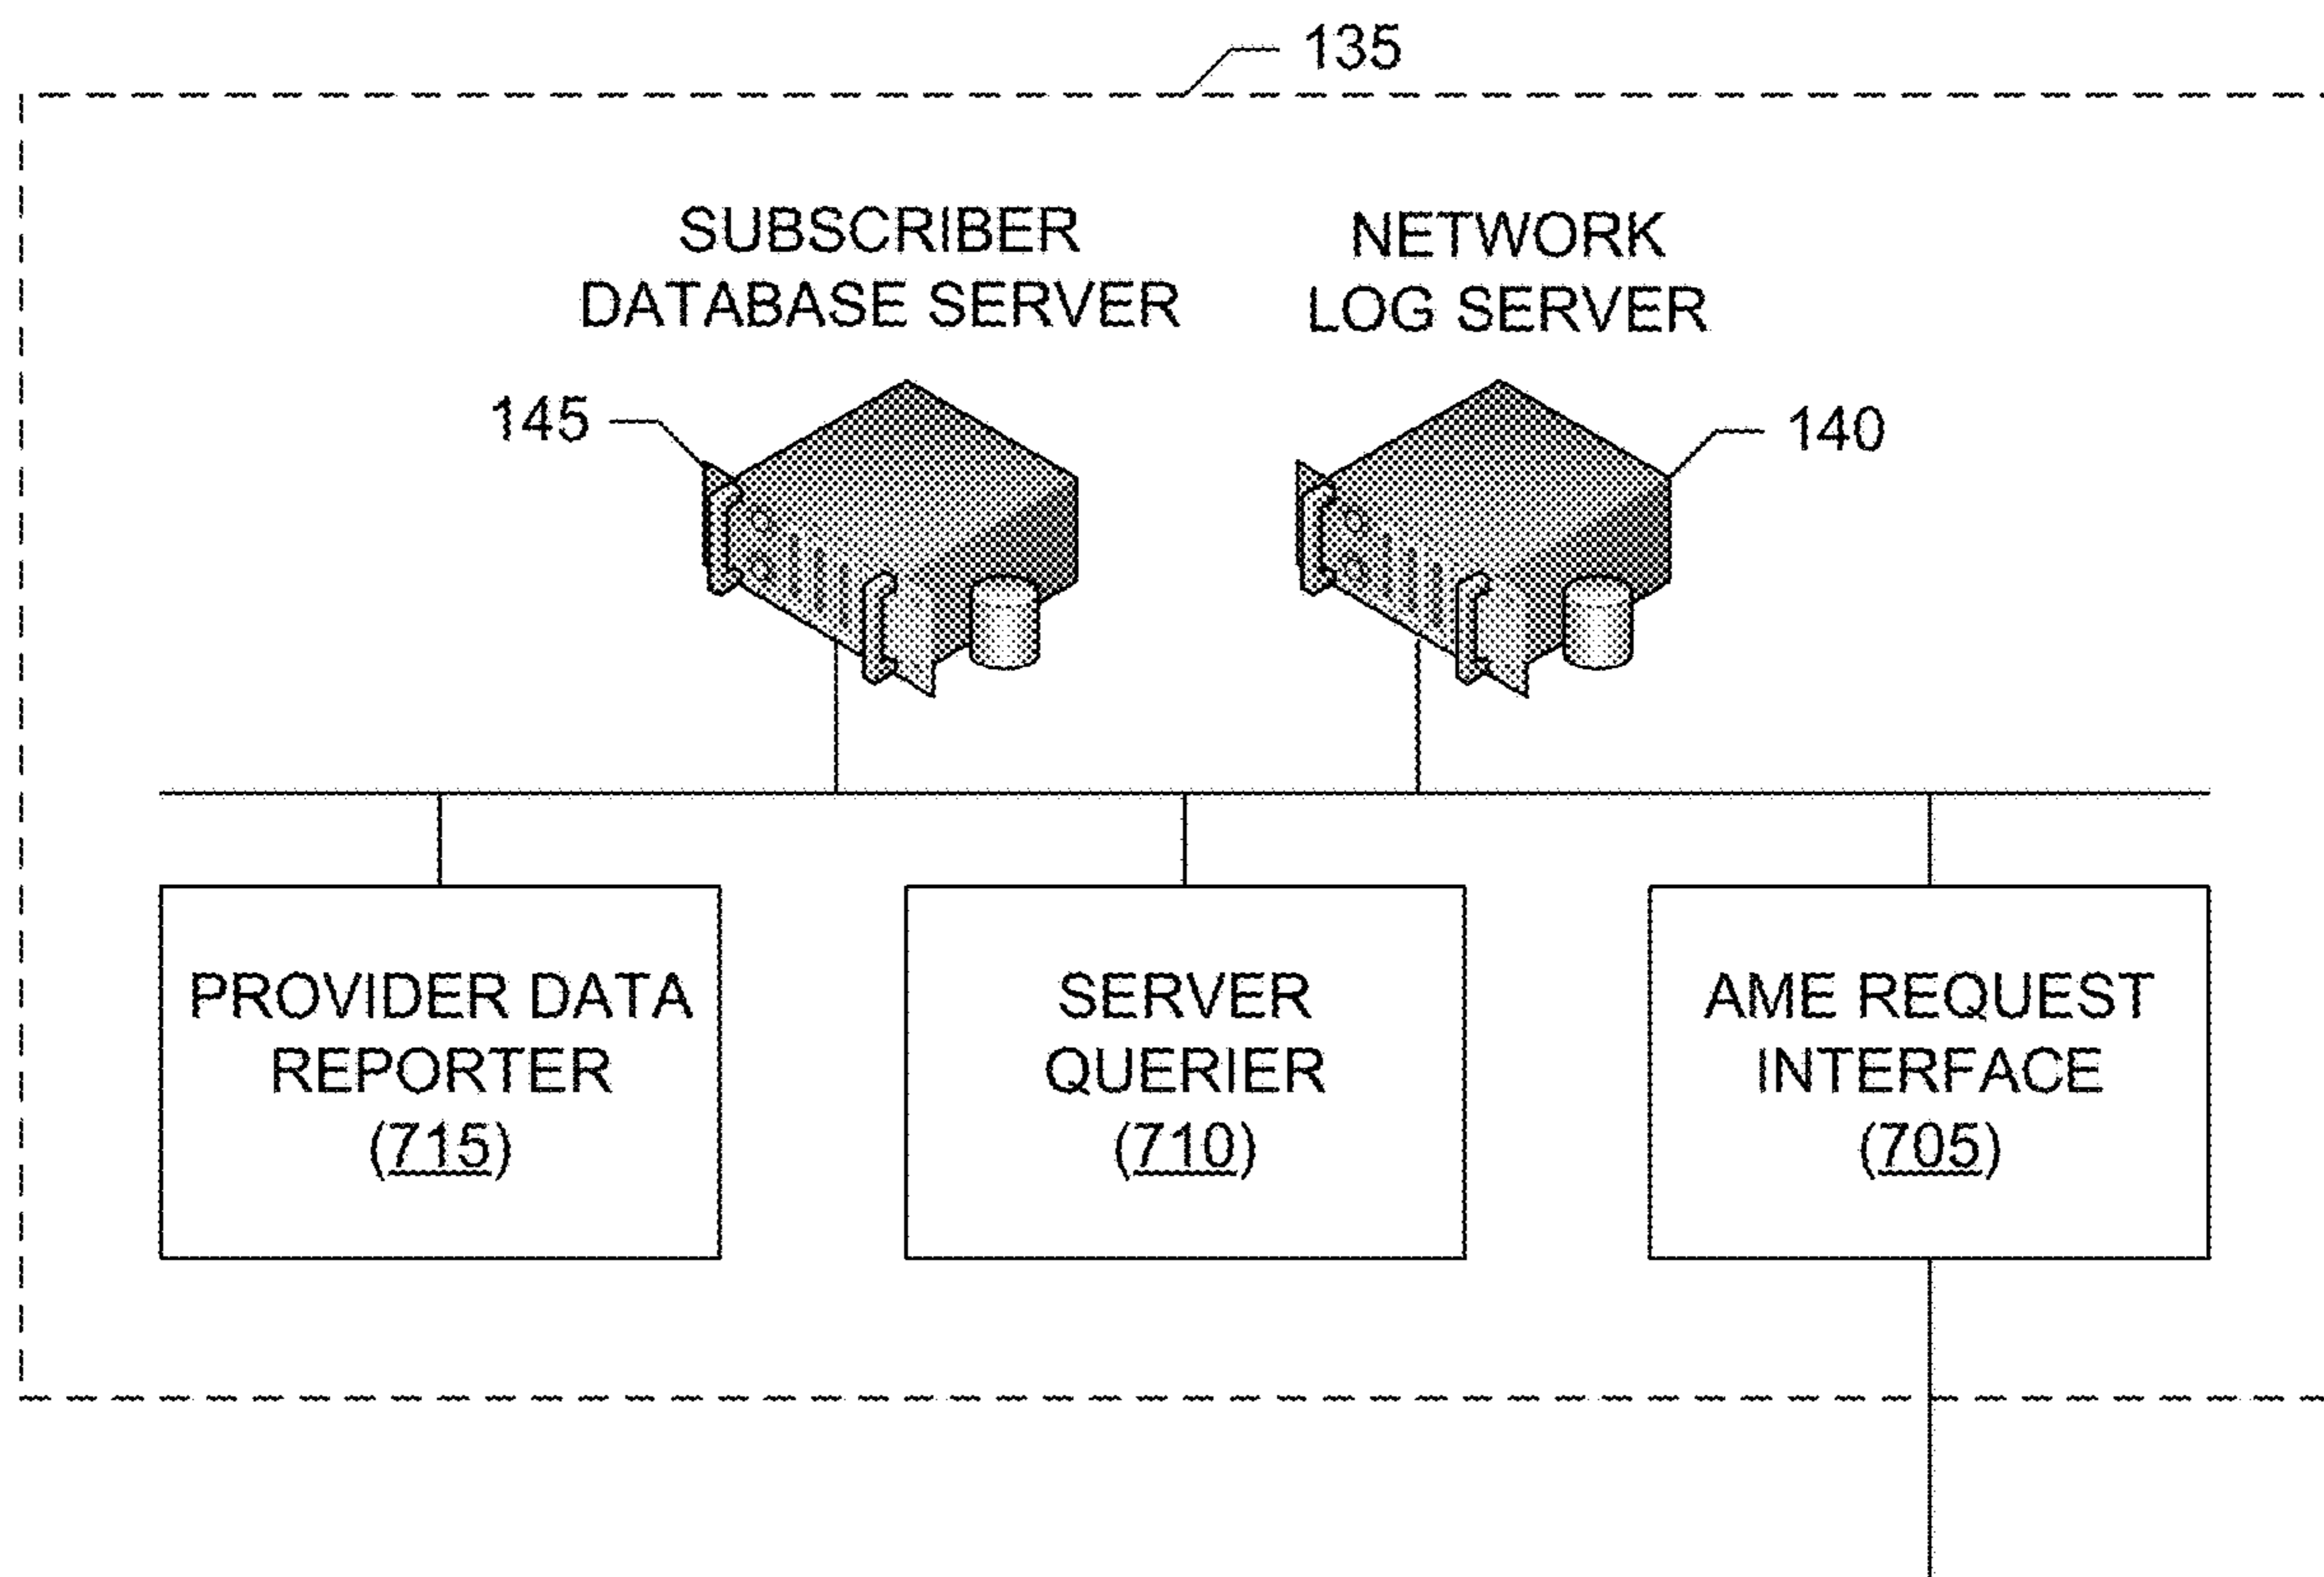 135
SUBSCRIBER
DATABASE SERVER
NETWORK
LOG SERVER
145
140
PROVIDER DATA
REPORTER
(715)
SERVER
QUERIER
(710)
AME REQUEST
INTERFACE
(705)